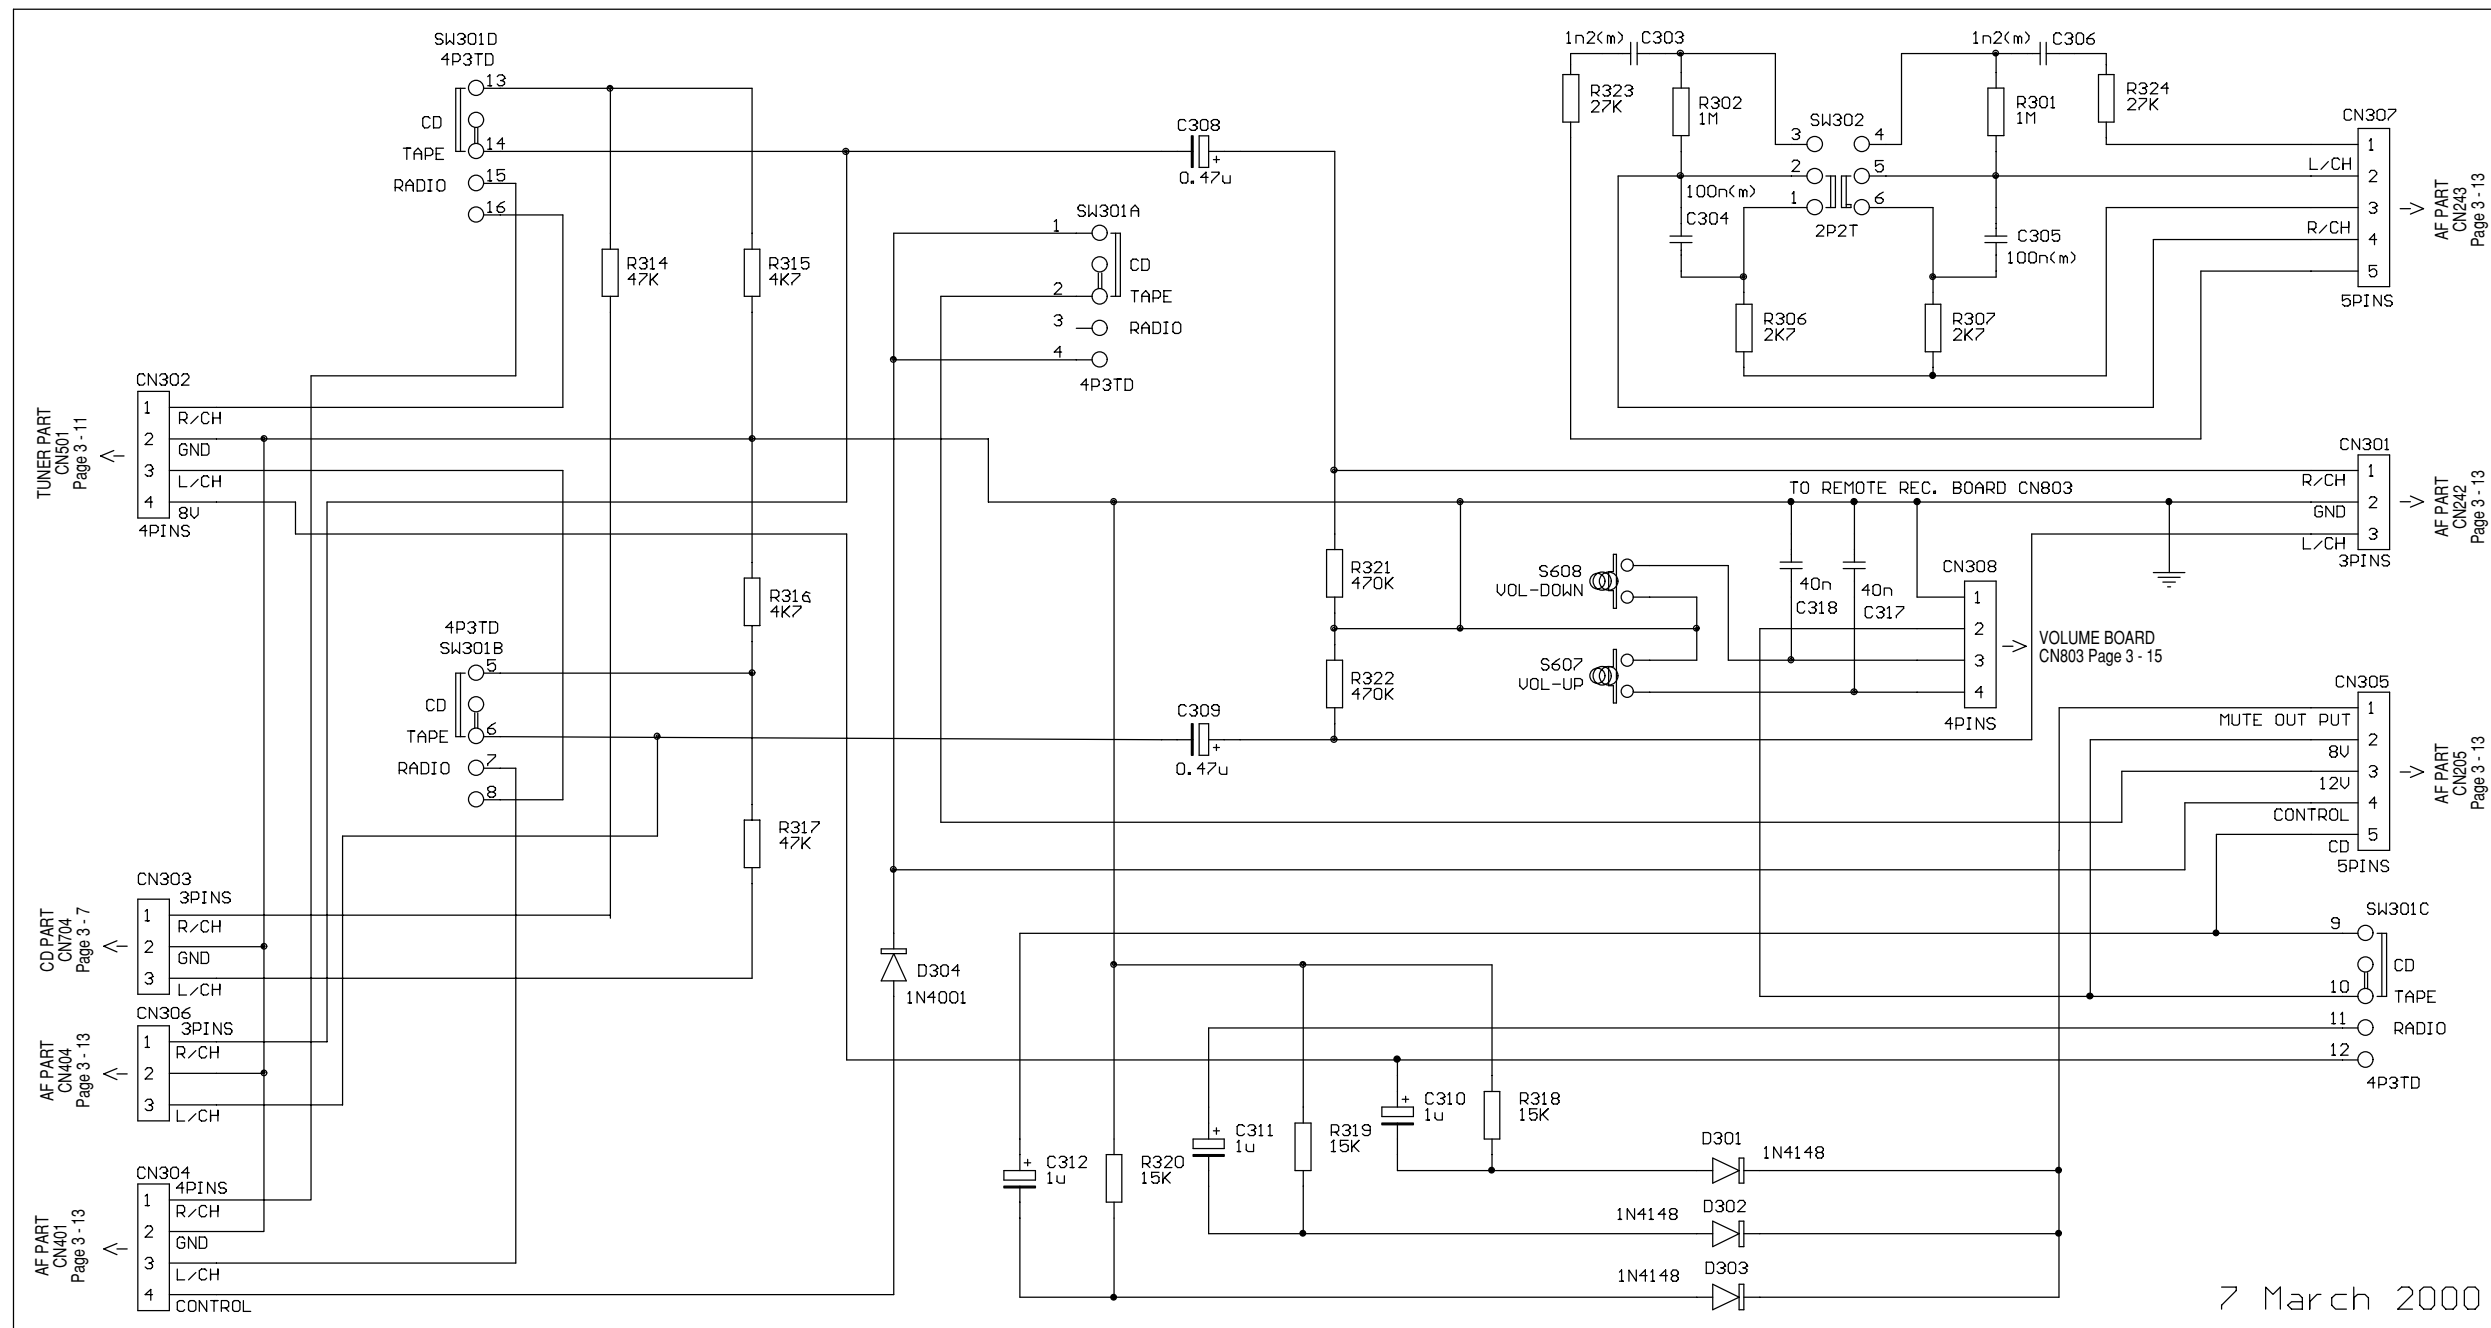 SW301D
4P3TD
13
CD
TAPE
14
RADIO
15
16
R314
47K
R315
4K7
C308
+
0.47u
SW301A
1
CD
2
TAPE
3
RADIO
4
4P3TD
1n2(m)
C303
R323
27K
R302
1M
SW302
3
4
2
5
1
6
2P2T
100n(m)
C304
1n2(m)
C306
R301
1M
R324
27K
C305
100n(m)
R306
2K7
R307
2K7
CN307
1
L/CH
2
3
R/CH
4
5
5PINS
AF PART
CN243
Page 3 - 13
CN302
1
R/CH
2
GND
3
L/CH
4
8V
4PINS
TUNER PART
CN501
Page 3 - 11
R316
4K7
4P3TD
SW301B
5
CD
TAPE
6
RADIO
7
8
R317
47K
C309
+
0.47u
R321
470K
R322
470K
TO REMOTE REC. BOARD CN803
S608
VOL-DOWN
S607
VOL-UP
40n
C318
40n
C317
CN308
1
2
3
4
4PINS
VOLUME BOARD
CN803 Page 3 - 15
CN301
1
R/CH
2
GND
3
L/CH
3PINS
AF PART
CN242
Page 3 - 13
CN305
1
MUTE OUT PUT
2
8V
3
12V
4
CONTROL
5
CD
5PINS
AF PART
CN205
Page 3 - 13
CN303
3PINS
1
R/CH
2
GND
3
L/CH
CD PART
CN704
Page 3 - 7
CN306
3PINS
1
R/CH
2
3
L/CH
AF PART
CN404
Page 3 - 13
CN304
4PINS
1
R/CH
2
GND
3
L/CH
4
CONTROL
AF PART
CN401
Page 3 - 13
D304
1N4001
SW301C
9
CD
10
TAPE
11
RADIO
12
4P3TD
+
C312
1u
R320
15K
+
C311
1u
R319
15K
+
C310
1u
R318
15K
D301
1N4148
1N4148
D302
1N4148
D303
7 March 2000